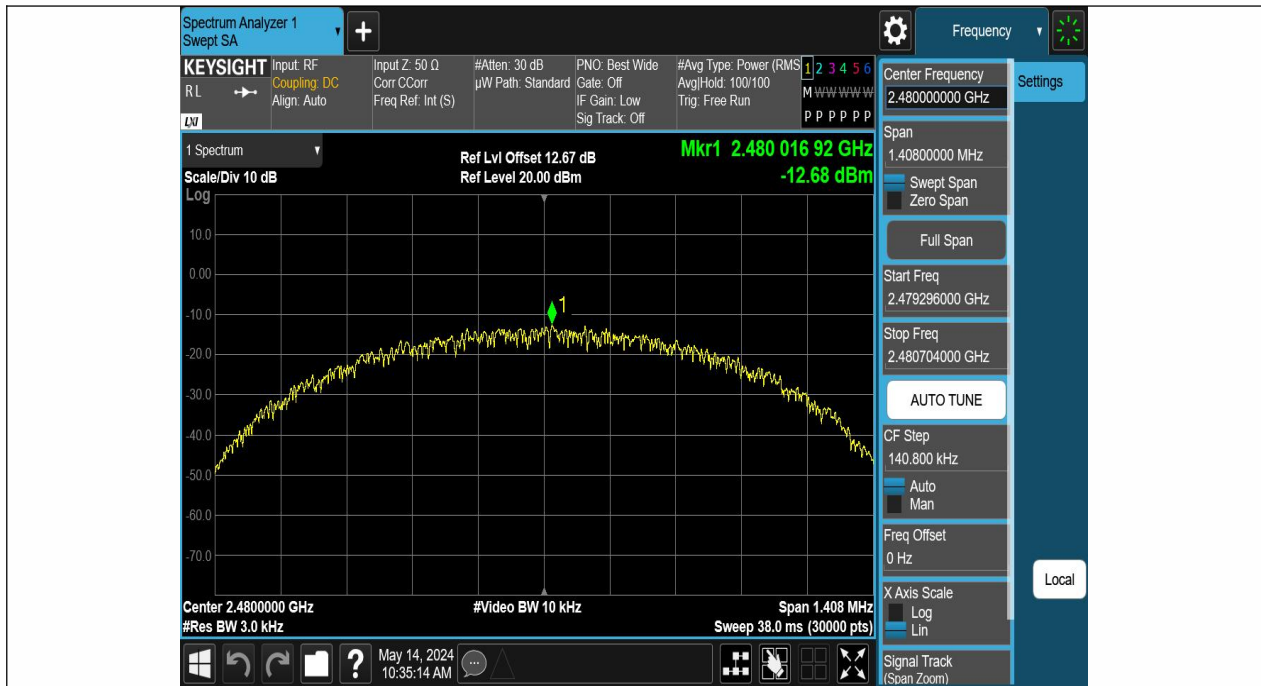 Spectrum Analyzer 1
Swept SA
Frequency
KEYSIGHT
R L
LXI
Input: RF
Coupling: DC
Align: Auto
Input Z: 50 Ω
Corr CCorr
Freq Ref: Int (S)
#Atten: 30 dB
µW Path: Standard
PNO: Best Wide
Gate: Off
IF Gain: Low
Sig Track: Off
#Avg Type: Power (RMS
Avg|Hold: 100/100
Trig: Free Run
1 2 3 4 5 6
M W W W W W
P P P P P P
1 Spectrum
Scale/Div 10 dB
Ref Lvl Offset 12.67 dB
Ref Level 20.00 dBm
Mkr1 2.480 016 92 GHz
-12.68 dBm
Log
10.0
0.00
-10.0
-20.0
-30.0
-40.0
-50.0
-60.0
-70.0
1
Center 2.4800000 GHz
#Video BW 10 kHz
Span 1.408 MHz
#Res BW 3.0 kHz
Sweep 38.0 ms (30000 pts)
?
May 14, 2024
10:35:14 AM
Center Frequency
2.480000000 GHz
Settings
Span
1.40800000 MHz
Swept Span
Zero Span
Full Span
Start Freq
2.479296000 GHz
Stop Freq
2.480704000 GHz
AUTO TUNE
CF Step
140.800 kHz
Auto
Man
Freq Offset
0 Hz
Local
X Axis Scale
Log
Lin
Signal Track
(Span Zoom)